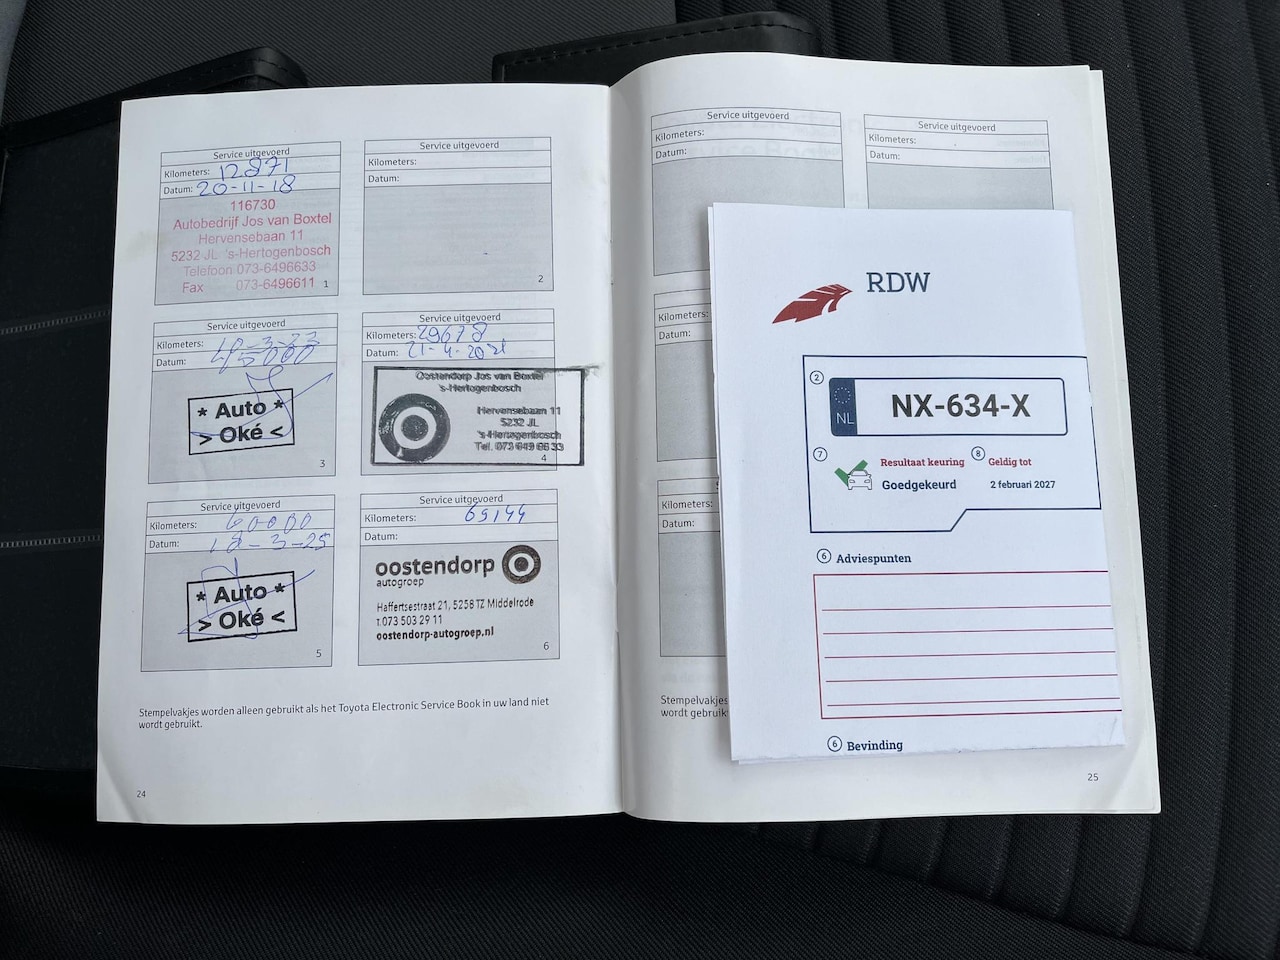 Service uitgevoerd
Kilometers: 12871
Datum: 20-11-18
116730
Autobedrijf Jos van Boxtel
Hervensebaan 11
5232 JL 's-Hertogenbosch
Telefoon 073-6496633
Fax 073-6496611
1
Service uitgevoerd
Kilometers:
Datum:
2
Service uitgevoerd
Kilometers:
Datum:
* Auto *
> Oké <
3
Service uitgevoerd
Kilometers: 29678
Datum: 21-4-2021
Oostendorp Jos van Boxtel
's-Hertogenbosch
Hervensebaan 11
5232 JL
's-Hertogenbosch
Tel. 073 649 66 33
4
Service uitgevoerd
Kilometers: 60000
Datum: 18-3-25
* Auto *
> Oké <
5
Service uitgevoerd
Kilometers: 65144
Datum:
oostendorp
autogroep
Haffertsestraat 21, 5258 TZ Middelrode
T. 073 503 29 11
oostendorp-autogroep.nl
6
Stempelvakjes worden alleen gebruikt als het Toyota Electronic Service Book in uw land niet
wordt gebruikt.
24
Service uitgevoerd
Kilometers:
Datum:
Service uitgevoerd
Kilometers:
Datum:
Kilometers:
Datum:
Kilometers:
Datum:
Stempelvakjes
wordt gebruikt
25
RDW
2
NL
NX-634-X
7
Resultaat keuring
Goedgekeurd
8
Geldig tot
2 februari 2027
6 Adviespunten
6 Bevinding